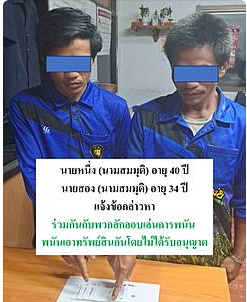 นายหนึ่ง (นามสมมุติ) อายุ 40 ปี
นายสอง (นามสมมุติ) อายุ 34 ปี
แจ้งข้อกล่าวหา
ร่วมกันกับพวกลักลอบเล่นการพนัน
พนันเอาทรัพย์สินกันโดยไม่ได้รับอนุญาต